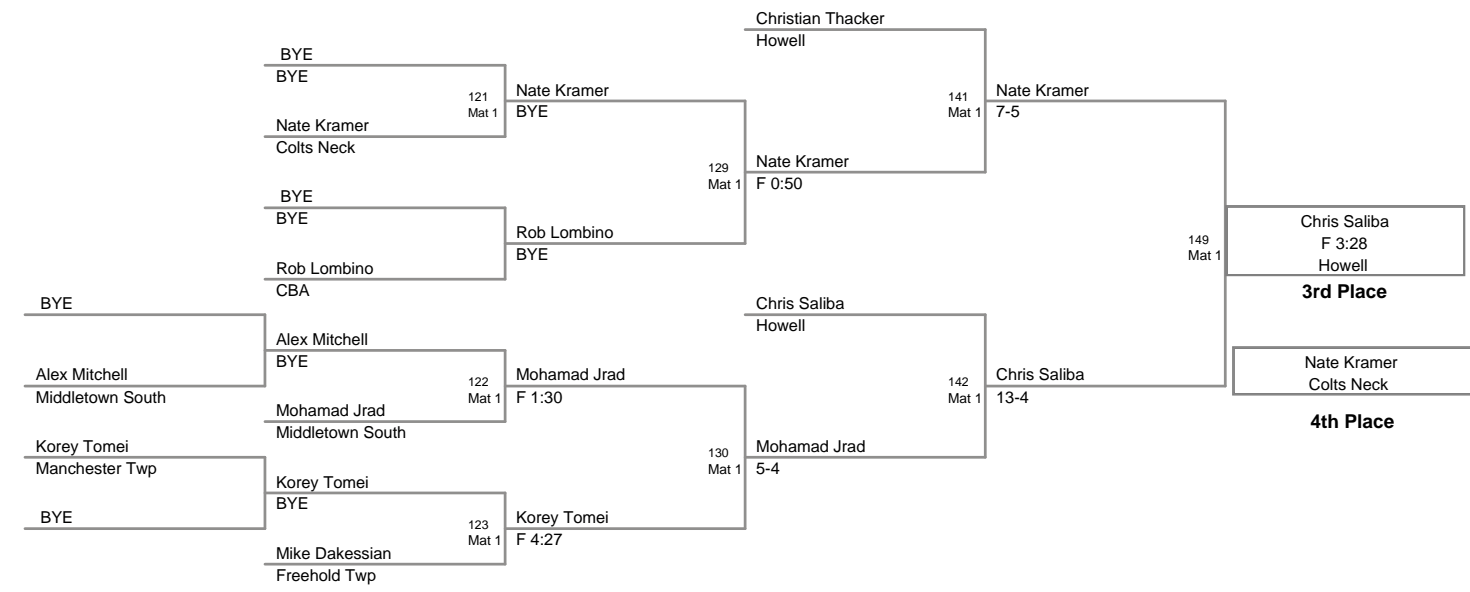 Christian Thacker
Howell
BYE
BYE
121
Mat 1
Nate Kramer
BYE
141
Mat 1
Nate Kramer
7-5
Nate Kramer
Colts Neck
129
Mat 1
Nate Kramer
F 0:50
BYE
BYE
Rob Lombino
BYE
149
Mat 1
Chris Saliba
F 3:28
Howell
3rd Place
Rob Lombino
CBA
BYE
Chris Saliba
Howell
Alex Mitchell
BYE
Alex Mitchell
Middletown South
122
Mat 1
Mohamad Jrad
F 1:30
142
Mat 1
Chris Saliba
13-4
Nate Kramer
Colts Neck
4th Place
Mohamad Jrad
Middletown South
Korey Tomei
Manchester Twp
130
Mat 1
Mohamad Jrad
5-4
Korey Tomei
BYE
BYE
123
Mat 1
Korey Tomei
F 4:27
Mike Dakessian
Freehold Twp